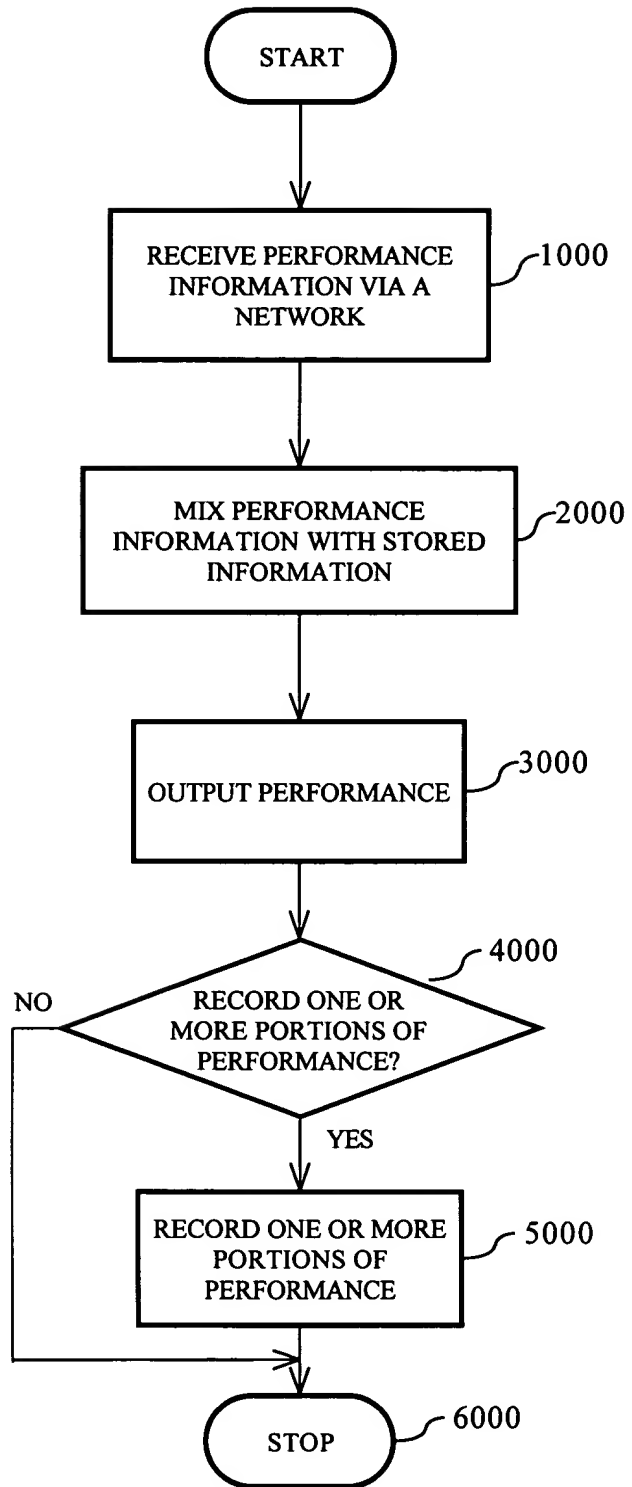 START
RECEIVE PERFORMANCE
INFORMATION VIA A
NETWORK
1000
MIX PERFORMANCE
INFORMATION WITH STORED
INFORMATION
2000
OUTPUT PERFORMANCE
3000
RECORD ONE OR
MORE PORTIONS OF
PERFORMANCE?
4000
NO
YES
RECORD ONE OR MORE
PORTIONS OF
PERFORMANCE
5000
STOP
6000